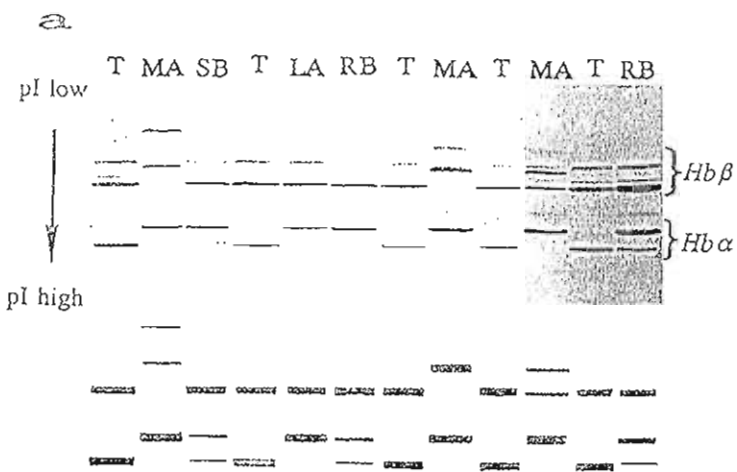 a
T MA SB T LA RB T MA T MA T RB
pI low
Hbβ
Hbα
pI high